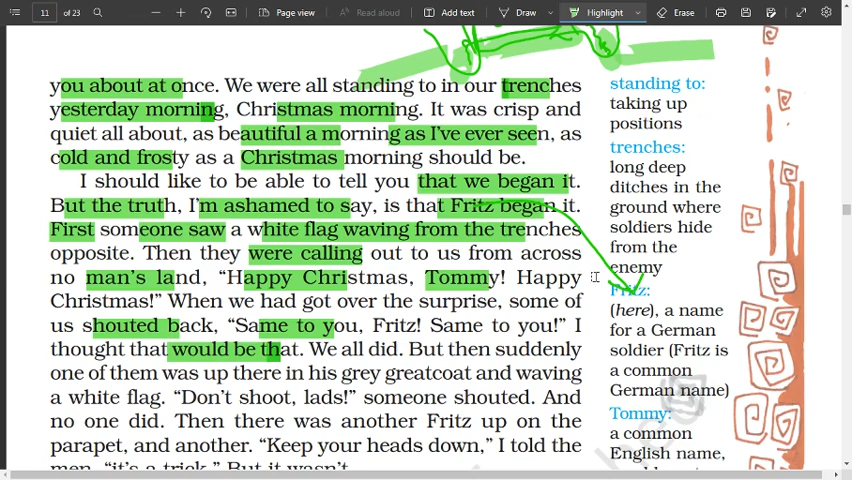 11 of 23
Page view
Read aloud
Add text
Draw
Highlight
Erase
you about at once. We were all standing to in our trenches
yesterday morning, Christmas morning. It was crisp and
quiet all about, as beautiful a morning as I've ever seen, as
cold and frosty as a Christmas morning should be.
I should like to be able to tell you that we began it.
But the truth, I'm ashamed to say, is that Fritz began it.
First someone saw a white flag waving from the trenches
opposite. Then they were calling out to us from across
no man's land, “Happy Christmas, Tommy! Happy
Christmas!” When we had got over the surprise, some of
us shouted back, “Same to you, Fritz! Same to you!” I
thought that would be that. We all did. But then suddenly
one of them was up there in his grey greatcoat and waving
a white flag. “Don't shoot, lads!” someone shouted. And
no one did. Then there was another Fritz up on the
parapet, and another. “Keep your heads down,” I told the
men, “it's a trick.” But it wasn't.
standing to:
taking up
positions
trenches:
long deep
ditches in the
ground where
soldiers hide
from the
enemy
Fritz:
(here), a name
for a German
soldier (Fritz is
a common
German name)
Tommy:
a common
English name,